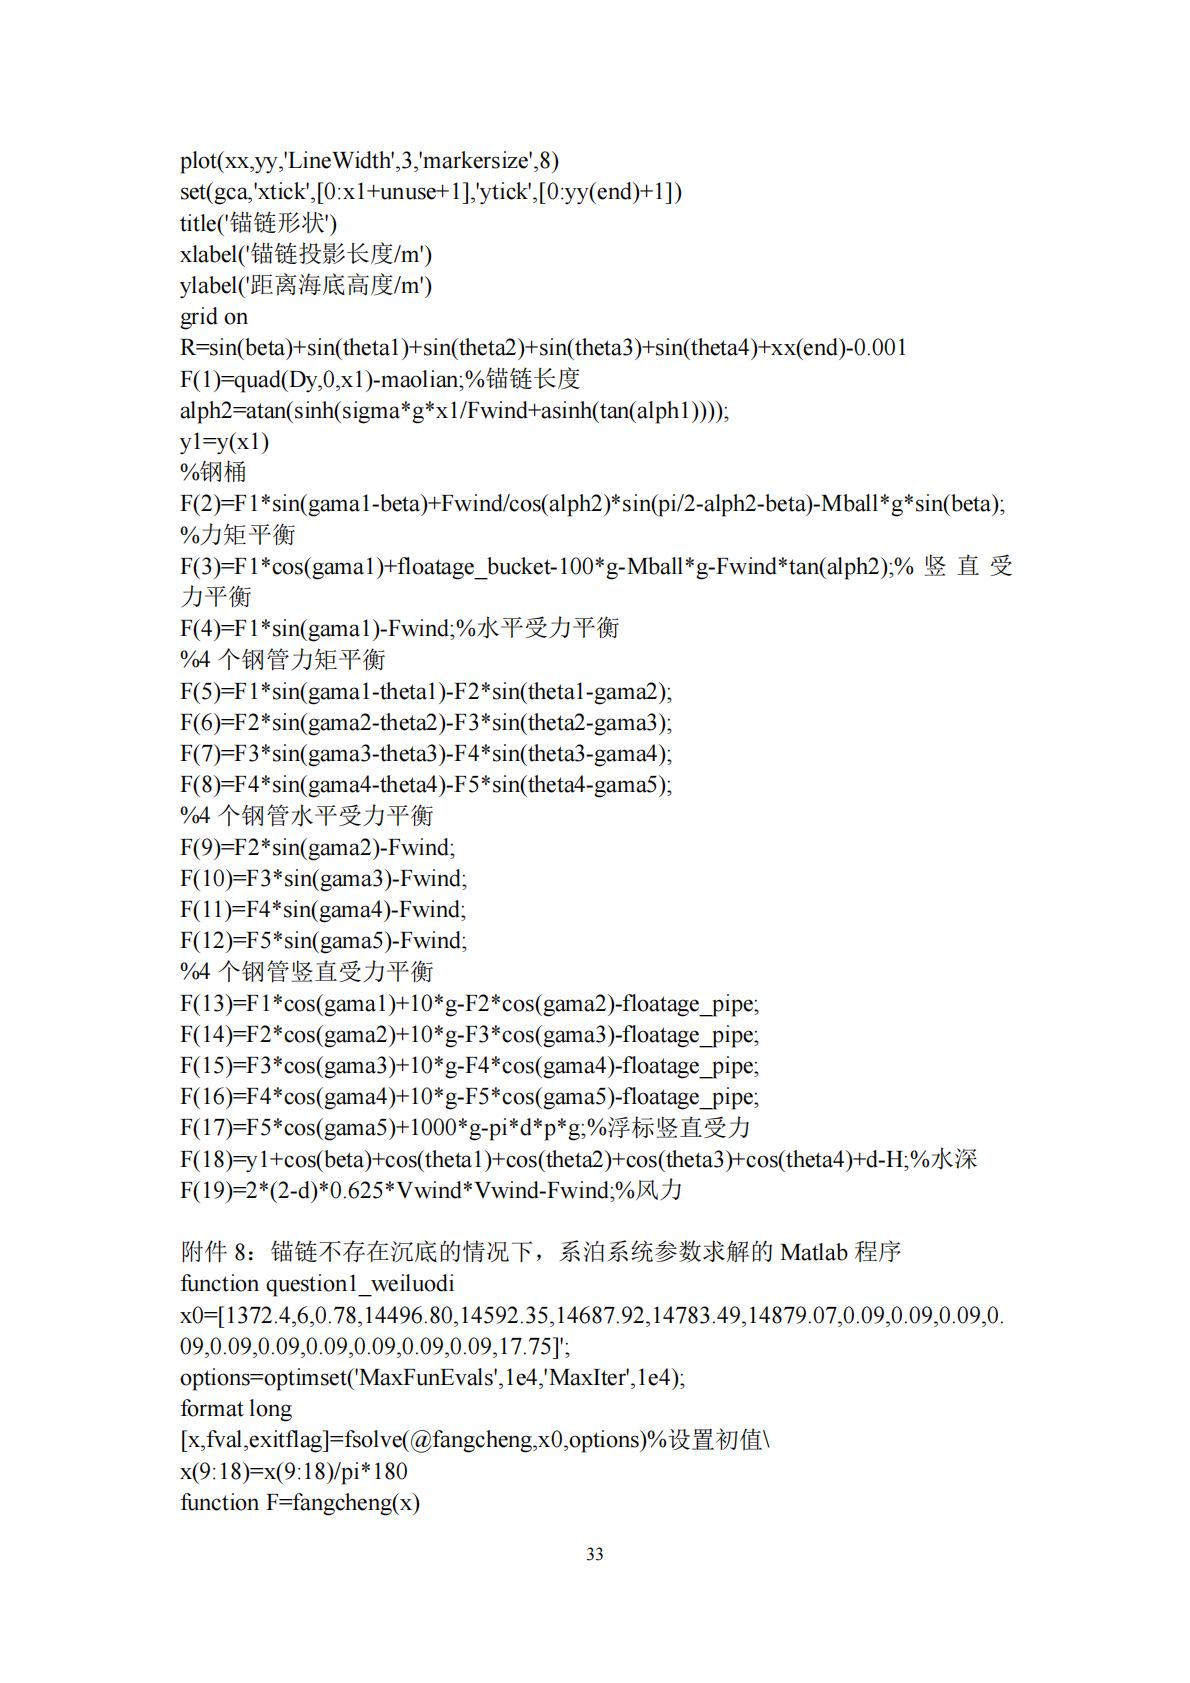 plot(xx,yy,'LineWidth',3,'markersize',8)
set(gca,'xtick',[0:x1+unuse+1],'ytick',[0:yy(end)+1])
title('锚链形状')
xlabel('锚链投影长度/m')
ylabel('距离海底高度/m')
grid on
R=sin(beta)+sin(theta1)+sin(theta2)+sin(theta3)+sin(theta4)+xx(end)-0.001
F(1)=quad(Dy,0,x1)-maolian;%锚链长度
alph2=atan(sinh(sigma*g*x1/Fwind+asinh(tan(alph1))));
y1=y(x1)
%钢桶
F(2)=F1*sin(gama1-beta)+Fwind/cos(alph2)*sin(pi/2-alph2-beta)-Mball*g*sin(beta);
%力矩平衡
F(3)=F1*cos(gama1)+floatage_bucket-100*g-Mball*g-Fwind*tan(alph2);% 竖 直 受
力平衡
F(4)=F1*sin(gama1)-Fwind;%水平受力平衡
%4 个钢管力矩平衡
F(5)=F1*sin(gama1-theta1)-F2*sin(theta1-gama2);
F(6)=F2*sin(gama2-theta2)-F3*sin(theta2-gama3);
F(7)=F3*sin(gama3-theta3)-F4*sin(theta3-gama4);
F(8)=F4*sin(gama4-theta4)-F5*sin(theta4-gama5);
%4 个钢管水平受力平衡
F(9)=F2*sin(gama2)-Fwind;
F(10)=F3*sin(gama3)-Fwind;
F(11)=F4*sin(gama4)-Fwind;
F(12)=F5*sin(gama5)-Fwind;
%4 个钢管竖直受力平衡
F(13)=F1*cos(gama1)+10*g-F2*cos(gama2)-floatage_pipe;
F(14)=F2*cos(gama2)+10*g-F3*cos(gama3)-floatage_pipe;
F(15)=F3*cos(gama3)+10*g-F4*cos(gama4)-floatage_pipe;
F(16)=F4*cos(gama4)+10*g-F5*cos(gama5)-floatage_pipe;
F(17)=F5*cos(gama5)+1000*g-pi*d*p*g;%浮标竖直受力
F(18)=y1+cos(beta)+cos(theta1)+cos(theta2)+cos(theta3)+cos(theta4)+d-H;%水深
F(19)=2*(2-d)*0.625*Vwind*Vwind-Fwind;%风力
附件 8：锚链不存在沉底的情况下，系泊系统参数求解的 Matlab 程序
function question1_weiluodi
x0=[1372.4,6,0.78,14496.80,14592.35,14687.92,14783.49,14879.07,0.09,0.09,0.09,0.
09,0.09,0.09,0.09,0.09,0.09,0.09,17.75]';
options=optimset('MaxFunEvals',1e4,'MaxIter',1e4);
format long
[x,fval,exitflag]=fsolve(@fangcheng,x0,options)%设置初值\
x(9:18)=x(9:18)/pi*180
function F=fangcheng(x)
33